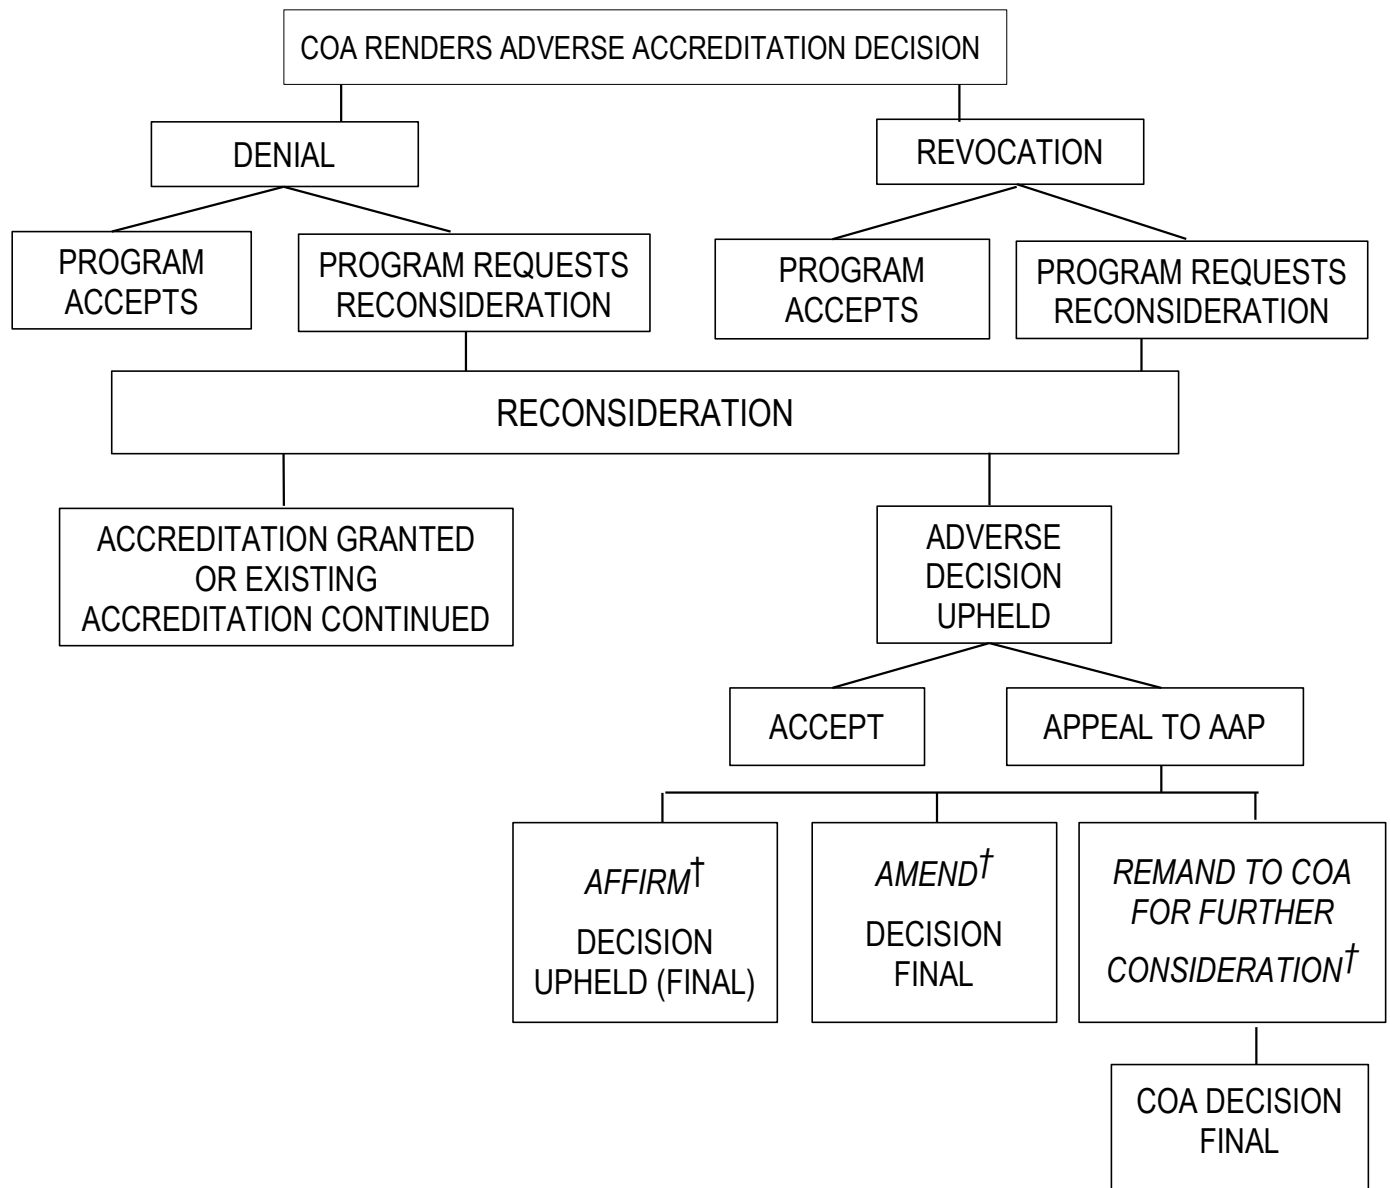 COA RENDERS ADVERSE ACCREDITATION DECISION
DENIAL
REVOCATION
PROGRAM
ACCEPTS
PROGRAM REQUESTS
RECONSIDERATION
PROGRAM
ACCEPTS
PROGRAM REQUESTS
RECONSIDERATION
RECONSIDERATION
ACCREDITATION GRANTED
OR EXISTING
ACCREDITATION CONTINUED
ADVERSE
DECISION
UPHELD
ACCEPT
APPEAL TO AAP
AFFIRM†
DECISION
UPHELD (FINAL)
AMEND†
DECISION
FINAL
REMAND TO COA
FOR FURTHER
CONSIDERATION†
COA DECISION
FINAL